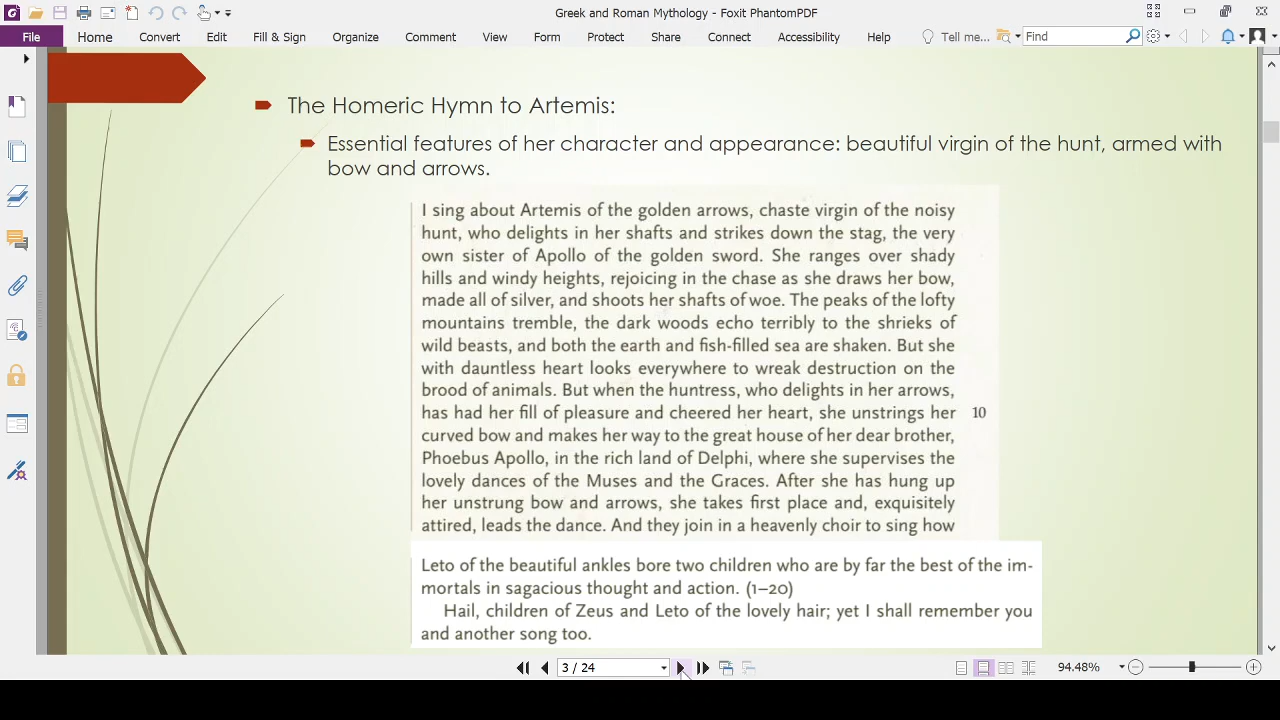 Greek and Roman Mythology - Foxit PhantomPDF
File Home Convert Edit Fill & Sign Organize Comment View Form Protect Share Connect Accessibility Help Tell me... Find
The Homeric Hymn to Artemis:
Essential features of her character and appearance: beautiful virgin of the hunt, armed with
bow and arrows.
I sing about Artemis of the golden arrows, chaste virgin of the noisy
hunt, who delights in her shafts and strikes down the stag, the very
own sister of Apollo of the golden sword. She ranges over shady
hills and windy heights, rejoicing in the chase as she draws her bow,
made all of silver, and shoots her shafts of woe. The peaks of the lofty
mountains tremble, the dark woods echo terribly to the shrieks of
wild beasts, and both the earth and fish-filled sea are shaken. But she
with dauntless heart looks everywhere to wreak destruction on the
brood of animals. But when the huntress, who delights in her arrows,
has had her fill of pleasure and cheered her heart, she unstrings her 10
curved bow and makes her way to the great house of her dear brother,
Phoebus Apollo, in the rich land of Delphi, where she supervises the
lovely dances of the Muses and the Graces. After she has hung up
her unstrung bow and arrows, she takes first place and, exquisitely
attired, leads the dance. And they join in a heavenly choir to sing how
Leto of the beautiful ankles bore two children who are by far the best of the im-
mortals in sagacious thought and action. (1–20)
Hail, children of Zeus and Leto of the lovely hair; yet I shall remember you
and another song too.
3 / 24 94.48%